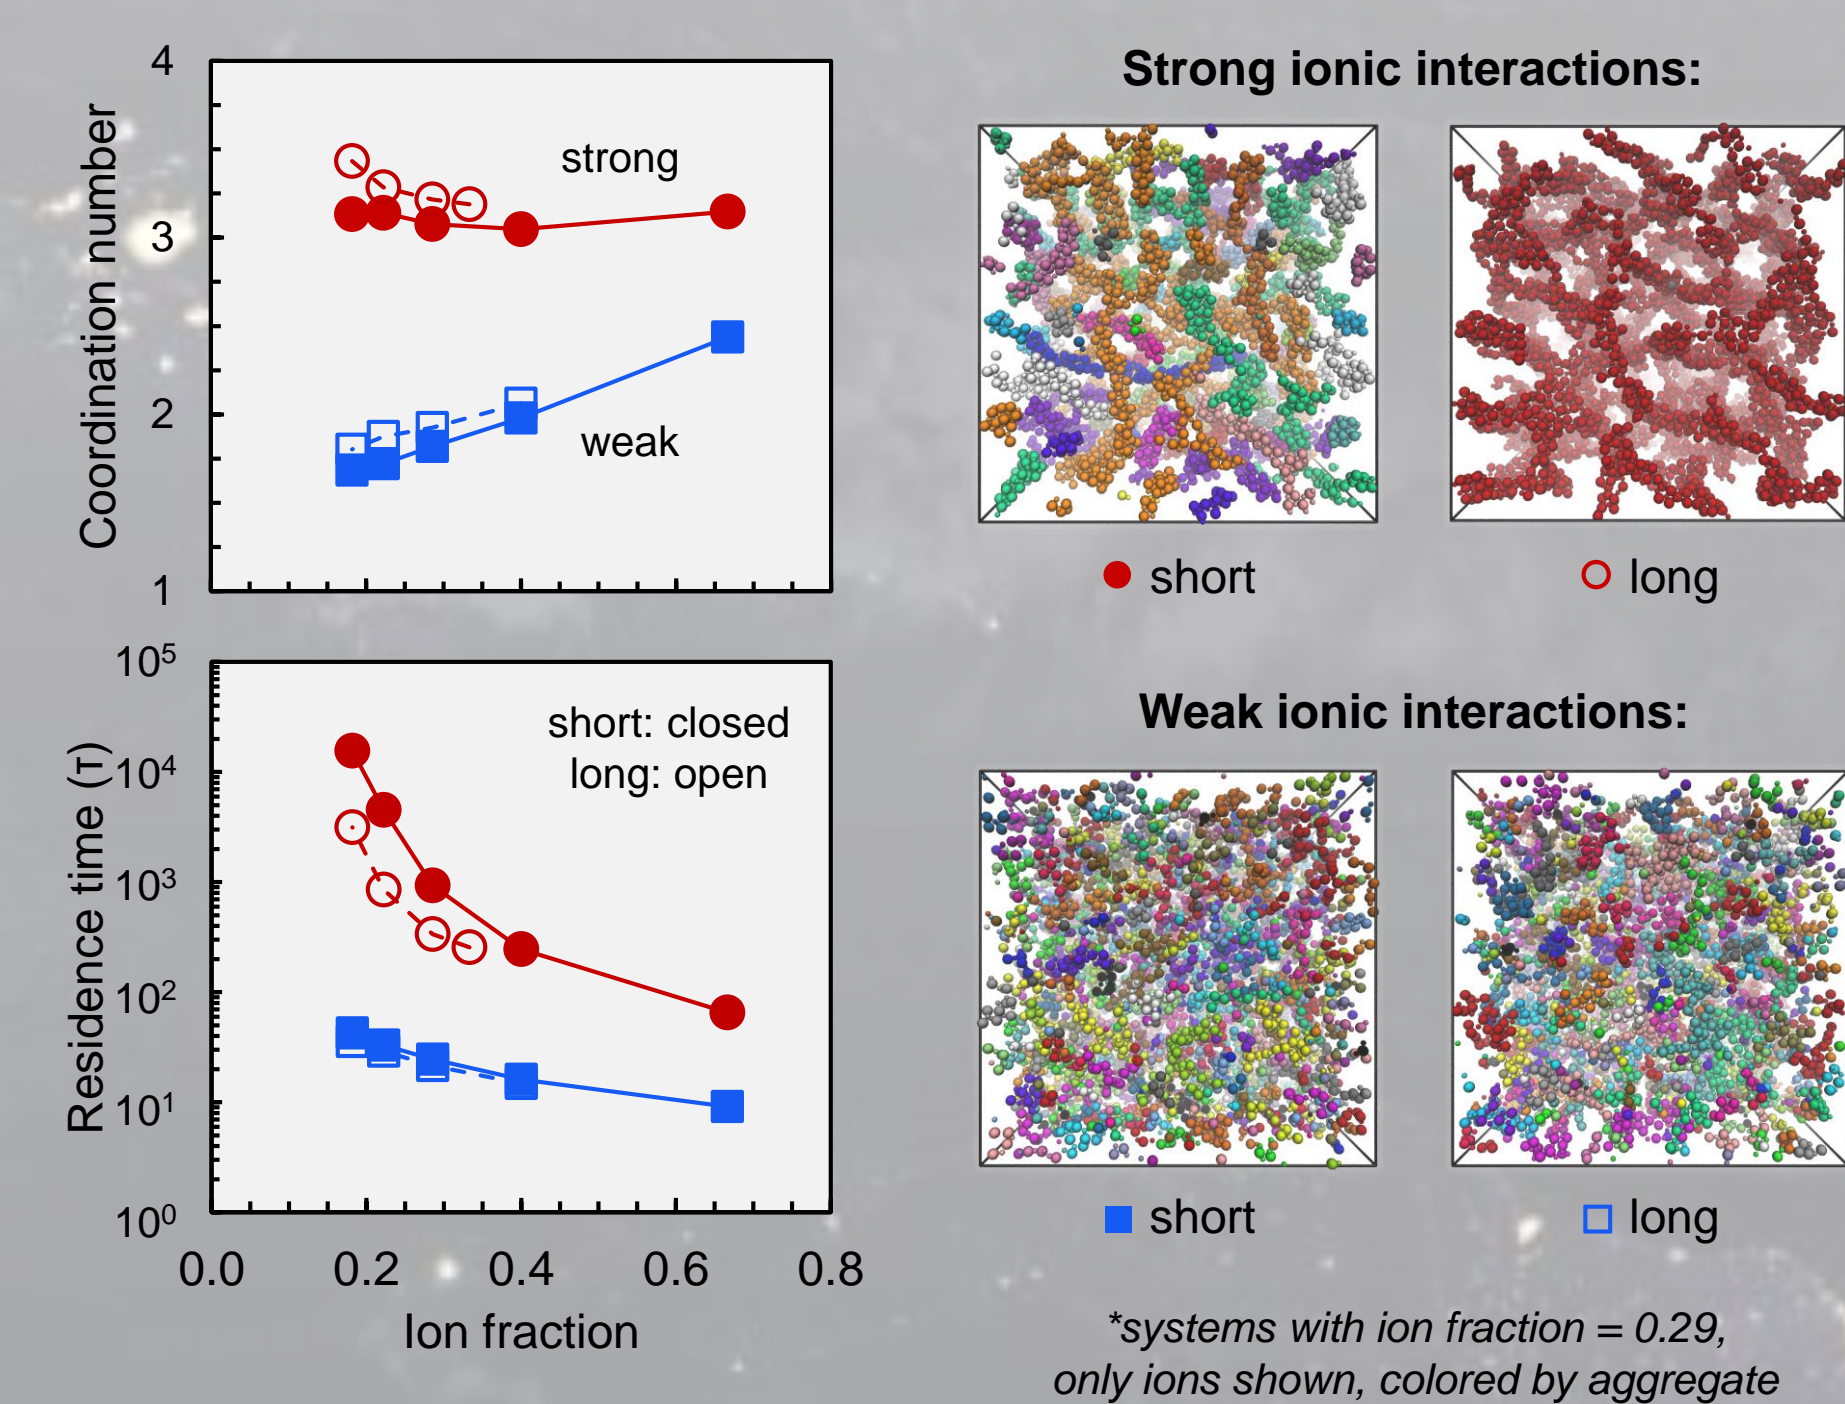 Coordination number
4
3
2
1
strong
weak
Residence time (τ)
10⁵
10⁴
10³
10²
10¹
10⁰
short: closed
long: open
0.0 0.2 0.4 0.6 0.8
Ion fraction
Strong ionic interactions:
short long
Weak ionic interactions:
short long
*systems with ion fraction = 0.29,
only ions shown, colored by aggregate